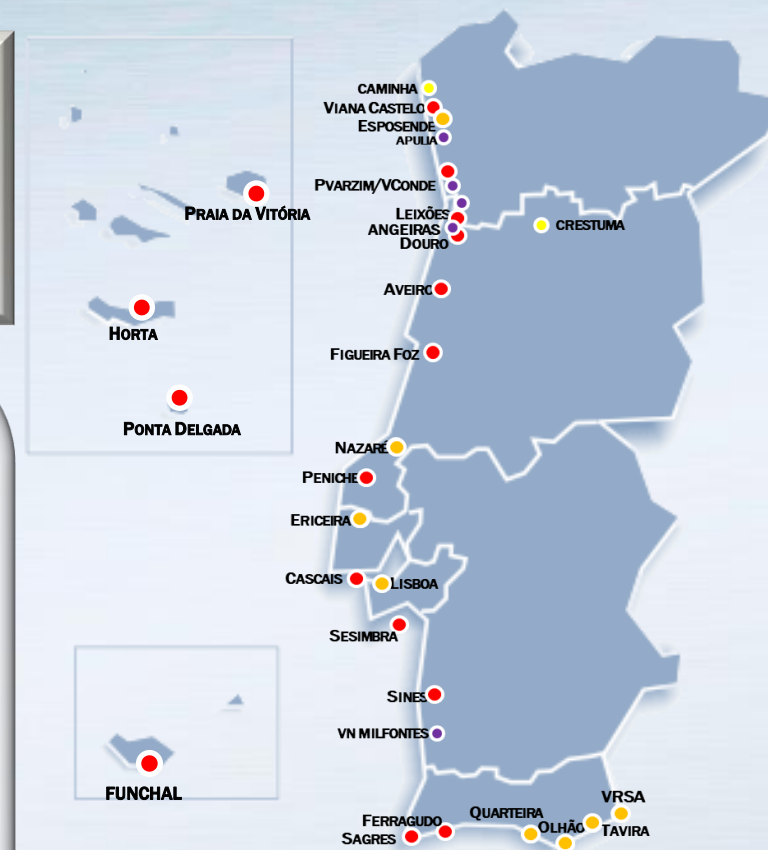 CAMINHA
VIANA CASTELO
ESPOSENDE
APULIA
PVARZIM/VCONDE
LEIXÕES
ANGEIRAS
DOURO
CRESTUMA
PRAIA DA VITÓRIA
AVEIRO
HORTA
FIGUEIRA FOZ
PONTA DELGADA
NAZARÉ
PENICHE
ERICEIRA
CASCAIS
LISBOA
SESIMBRA
SINES
VN MILFONTES
FUNCHAL
VRSA
QUARTEIRA
FERRAGUDO
OLHÃO
TAVIRA
SAGRES